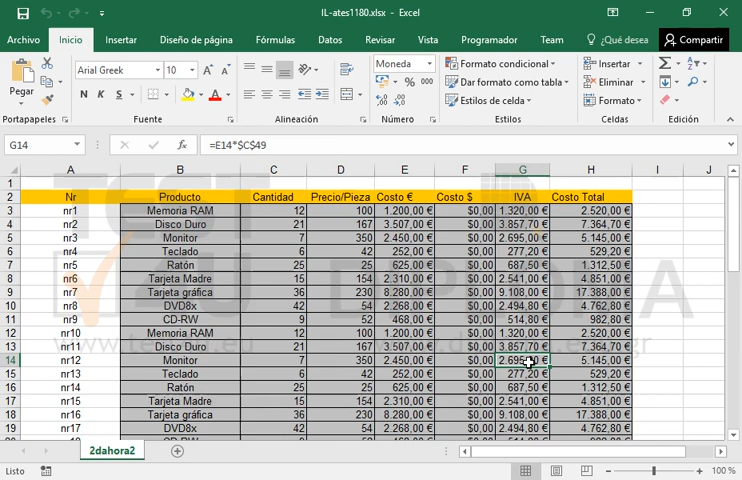 IL-ates1180.xlsx - Excel
Archivo Inicio Insertar Diseño de página Fórmulas Datos Revisar Vista Programador Team ¿Qué desea Compartir
Pegar Arial Greek 10 Moneda Formato condicional Insertar
N K S % 000 Dar formato como tabla Eliminar
Estilos de celda Formato
Portapapeles Fuente Alineación Número Estilos Celdas Edición
G14 fx =E14*$C$49
A B C D E F G H I J
1
2 Nr Producto Cantidad Precio/Pieza Costo € Costo $ IVA Costo Total
3 nr1 Memoria RAM 12 100 1.200,00 € $0,00 1.320,00 € 2.520,00 €
4 nr2 Disco Duro 21 167 3.507,00 € $0,00 3.857,70 € 7.364,70 €
5 nr3 Monitor 7 350 2.450,00 € $0,00 2.695,00 € 5.145,00 €
6 nr4 Teclado 6 42 252,00 € $0,00 277,20 € 529,20 €
7 nr5 Ratón 25 25 625,00 € $0,00 687,50 € 1.312,50 €
8 nr6 Tarjeta Madre 15 154 2.310,00 € $0,00 2.541,00 € 4.851,00 €
9 nr7 Tarjeta gráfica 36 230 8.280,00 € $0,00 9.108,00 € 17.388,00 €
10 nr8 DVD8x 42 54 2.268,00 € $0,00 2.494,80 € 4.762,80 €
11 nr9 CD-RW 9 52 468,00 € $0,00 514,80 € 982,80 €
12 nr10 Memoria RAM 12 100 1.200,00 € $0,00 1.320,00 € 2.520,00 €
13 nr11 Disco Duro 21 167 3.507,00 € $0,00 3.857,70 € 7.364,70 €
14 nr12 Monitor 7 350 2.450,00 € $0,00 2.695,00 € 5.145,00 €
15 nr13 Teclado 6 42 252,00 € $0,00 277,20 € 529,20 €
16 nr14 Ratón 25 25 625,00 € $0,00 687,50 € 1.312,50 €
17 nr15 Tarjeta Madre 15 154 2.310,00 € $0,00 2.541,00 € 4.851,00 €
18 nr16 Tarjeta gráfica 36 230 8.280,00 € $0,00 9.108,00 € 17.388,00 €
19 nr17 DVD8x 42 54 2.268,00 € $0,00 2.494,80 € 4.762,80 €
2dahora2
Listo 100 %